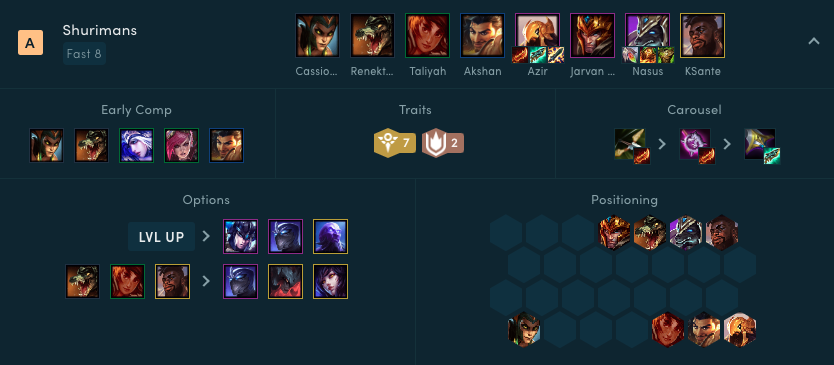 A
Shurimans
Fast 8
Cassio...
Renekt...
Taliyah
Akshan
Azir
Jarvan ...
Nasus
KSante
Early Comp
Traits
Carousel
7
2
Options
Positioning
LVL UP